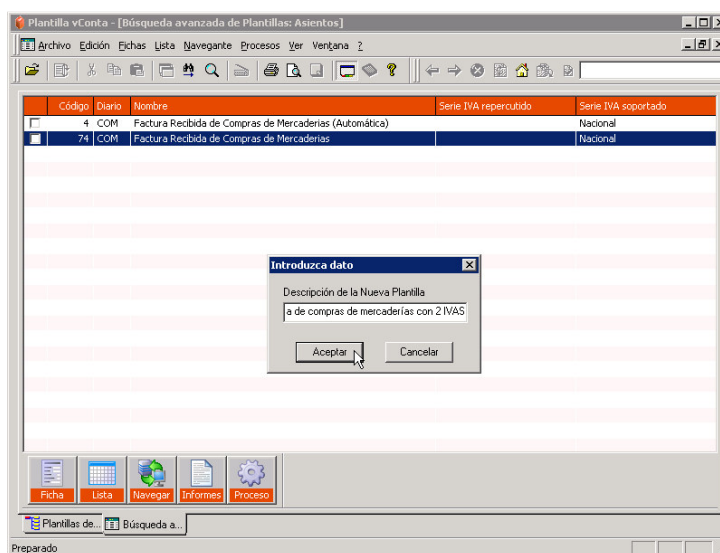 Plantilla vConta - [Búsqueda avanzada de Plantillas: Asientos]
Archivo Edición Fichas Lista Navegante Procesos Ver Ventana ?
Código Diario Nombre Serie IVA repercutido Serie IVA soportado
4 COM Factura Recibida de Compras de Mercaderias (Automática) Nacional
74 COM Factura Recibida de Compras de Mercaderias Nacional
Introduzca dato
Descripción de la Nueva Plantilla
a de compras de mercaderías con 2 IVAS
Aceptar Cancelar
Ficha Lista Navegar Informes Proceso
Plantillas de... Búsqueda a...
Preparado